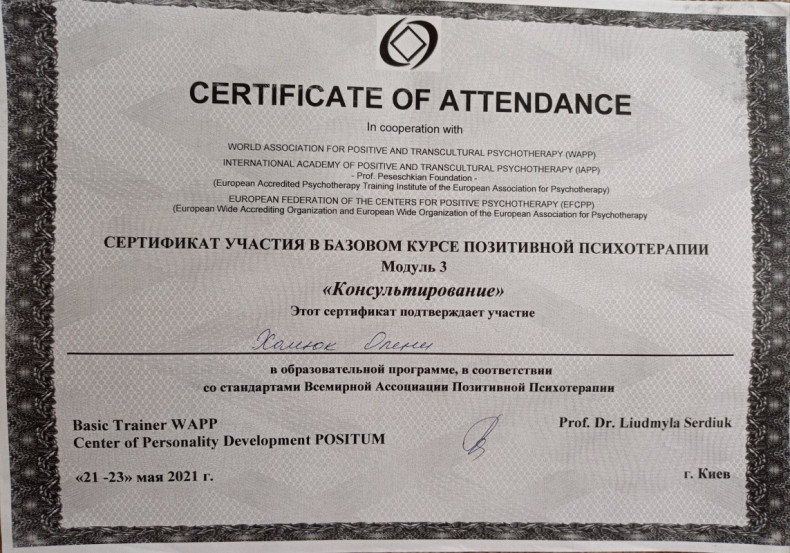 CERTIFICATE OF ATTENDANCE
In cooperation with
WORLD ASSOCIATION FOR POSITIVE AND TRANSCULTURAL PSYCHOTHERAPY (WAPP)
INTERNATIONAL ACADEMY OF POSITIVE AND TRANSCULTURAL PSYCHOTHERAPY (IAPP)
- Prof. Peseschkian Foundation -
(European Accredited Psychotherapy Training Institute of the European Association for Psychotherapy)
EUROPEAN FEDERATION OF THE CENTERS FOR POSITIVE PSYCHOTHERAPY (EFCPP)
(European Wide Accrediting Organization and European Wide Organization of the European Association for Psychotherapy
СЕРТИФИКАТ УЧАСТИЯ В БАЗОВОМ КУРСЕ ПОЗИТИВНОЙ ПСИХОТЕРАПИИ
Модуль 3
«Консультирование»
Этот сертификат подтверждает участие
Хомюк Олени
в образовательной программе, в соответствии
со стандартами Всемирной Ассоциации Позитивной Психотерапии
Basic Trainer WAPP
Center of Personality Development POSITUM
Prof. Dr. Liudmyla Serdiuk
«21 -23» мая 2021 г.
г. Киев